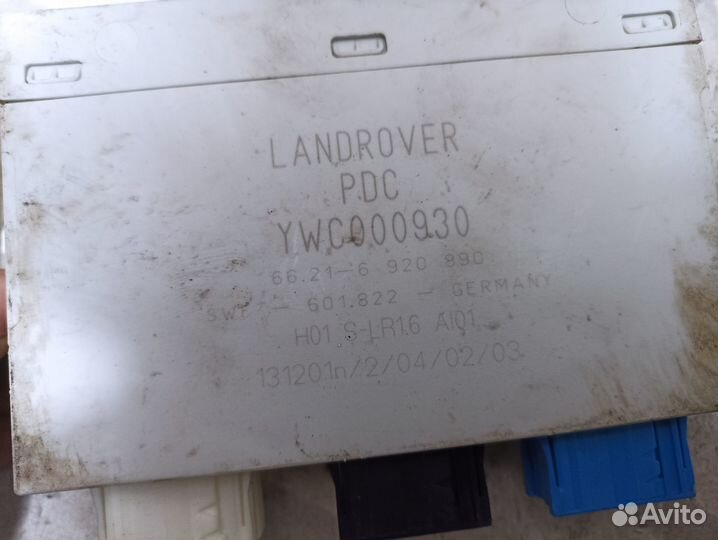 LANDROVER
PDC
YWC000930
66.21-6 920 890
601.822 - GERMANY
H01 S-LR1.6 AI01
131201n/2/04/02/03
Avito